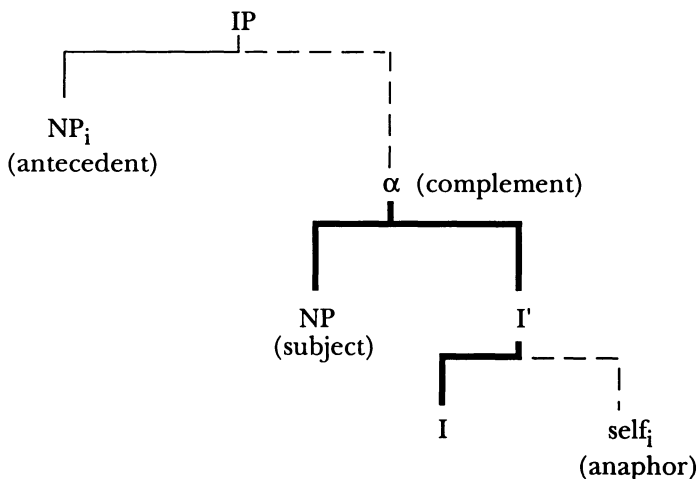 IP
NPi
(antecedent)
α (complement)
NP
(subject)
I'
I
selfi
(anaphor)